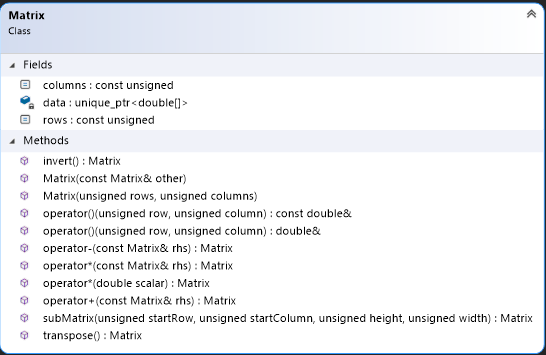 Matrix
Class
Fields
columns : const unsigned
data : unique_ptr<double[]>
rows : const unsigned
Methods
invert() : Matrix
Matrix(const Matrix& other)
Matrix(unsigned rows, unsigned columns)
operator()(unsigned row, unsigned column) : const double&
operator()(unsigned row, unsigned column) : double&
operator-(const Matrix& rhs) : Matrix
operator*(const Matrix& rhs) : Matrix
operator*(double scalar) : Matrix
operator+(const Matrix& rhs) : Matrix
subMatrix(unsigned startRow, unsigned startColumn, unsigned height, unsigned width) : Matrix
transpose() : Matrix